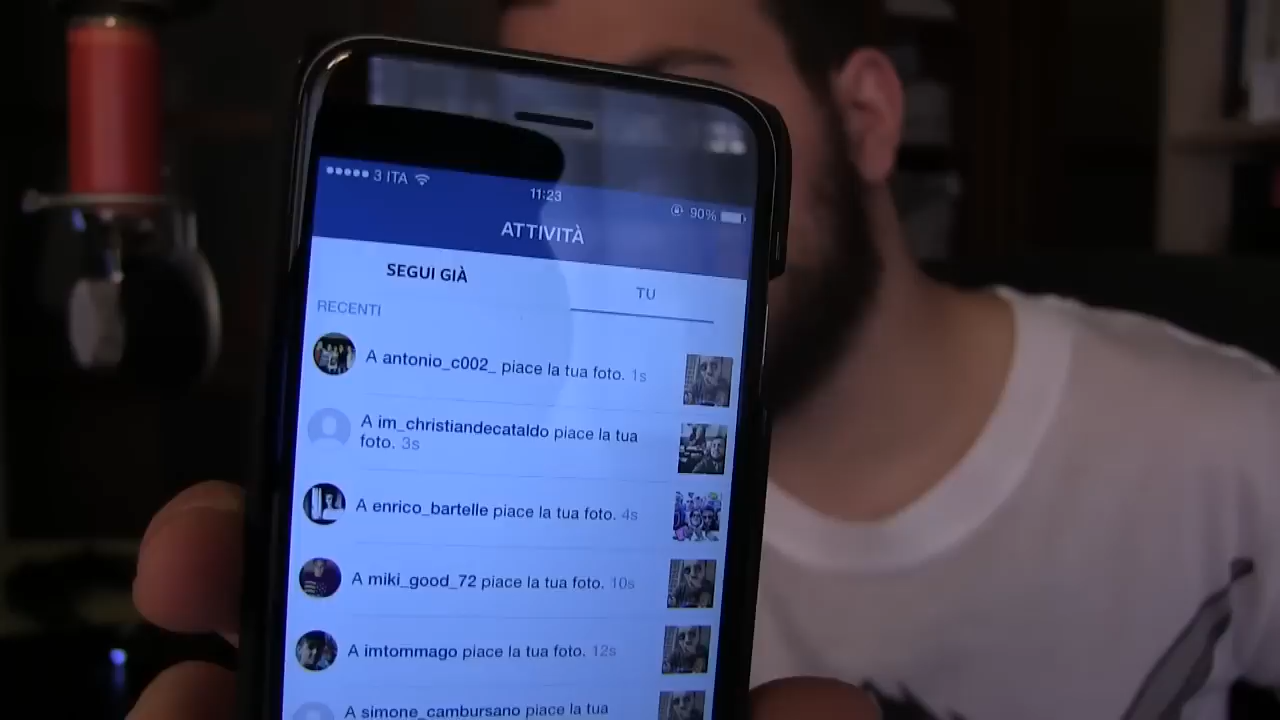 3 ITA
11:23
90%
ATTIVITÀ
SEGUI GIÀ
TU
RECENTI
A antonio_c002_ piace la tua foto. 1s
A im_christiandecataldo piace la tua
foto. 3s
A enrico_bartelle piace la tua foto. 4s
A miki_good_72 piace la tua foto. 10s
A imtommago piace la tua foto. 12s
A simone_cambursano piace la tua